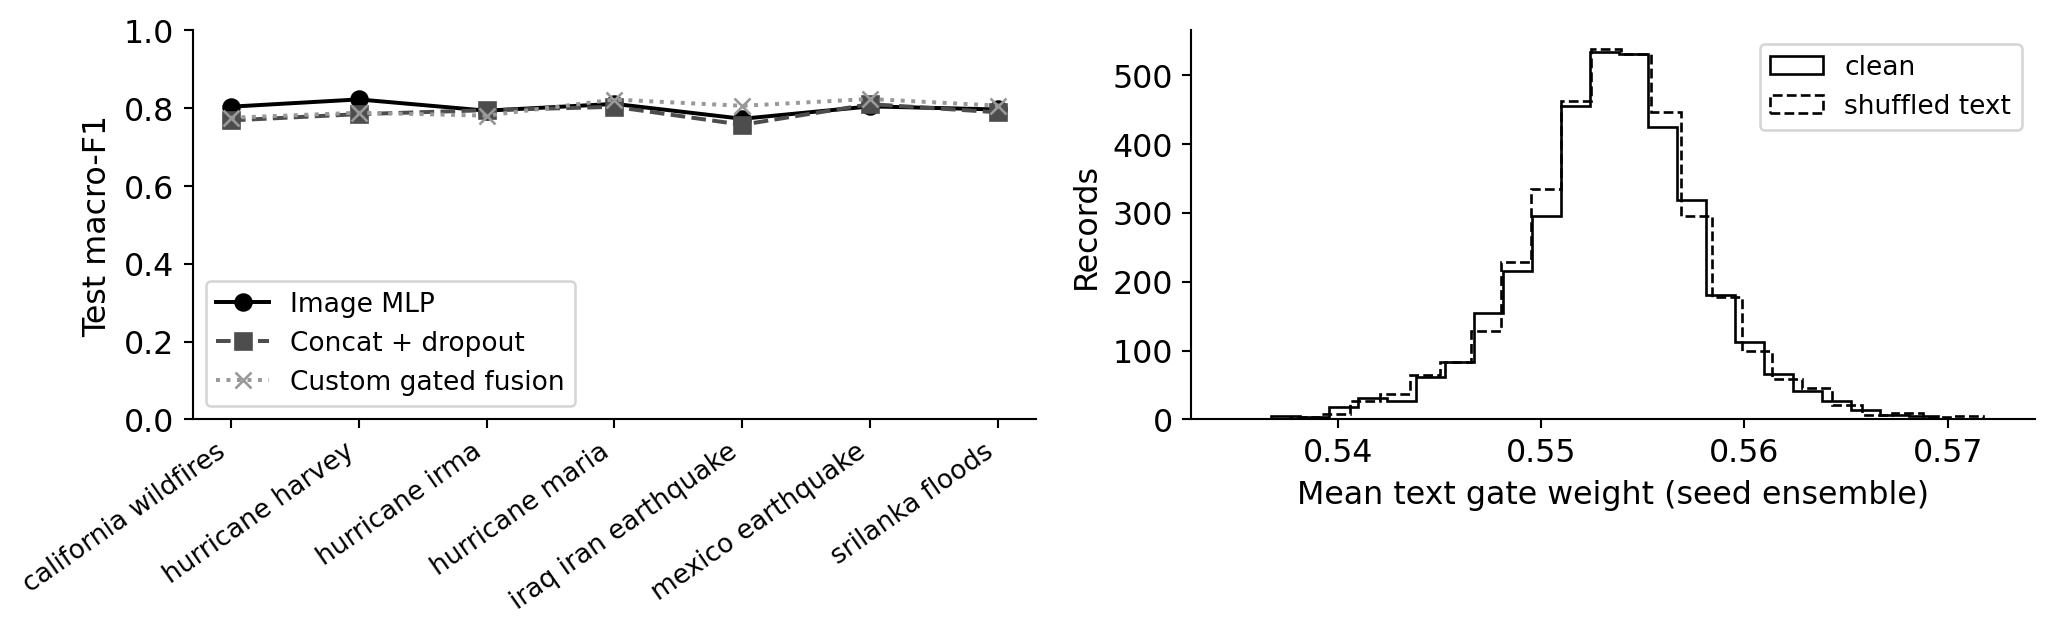 1.0
0.8
0.6
0.4
0.2
0.0
Test macro-F1
Image MLP
Concat + dropout
Custom gated fusion
california wildfires
hurricane harvey
hurricane irma
hurricane maria
iraq iran earthquake
mexico earthquake
srilanka floods
500
400
300
200
100
0
Records
clean
shuffled text
0.54
0.55
0.56
0.57
Mean text gate weight (seed ensemble)